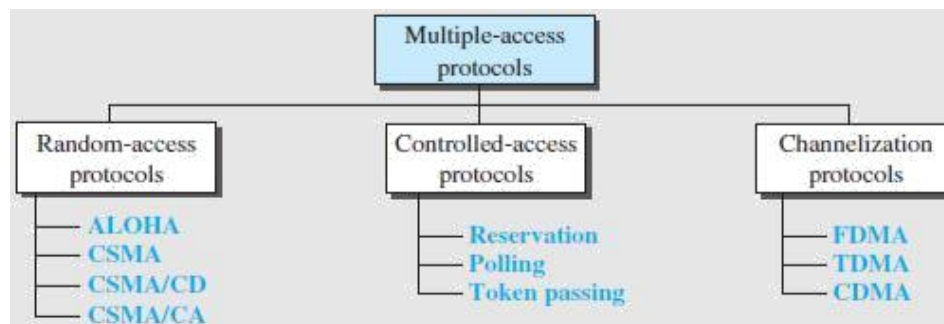 Multiple-access
protocols
Random-access
protocols
ALOHA
CSMA
CSMA/CD
CSMA/CA
Controlled-access
protocols
Reservation
Polling
Token passing
Channelization
protocols
FDMA
TDMA
CDMA